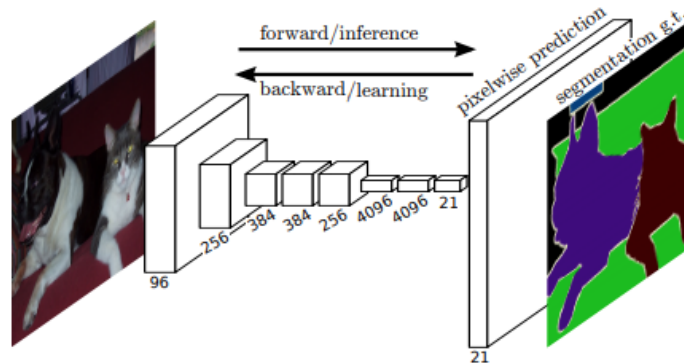 forward/inference
backward/learning
pixelwise prediction
segmentation g.t.
96
256
384
384
256
4096
4096
21
21